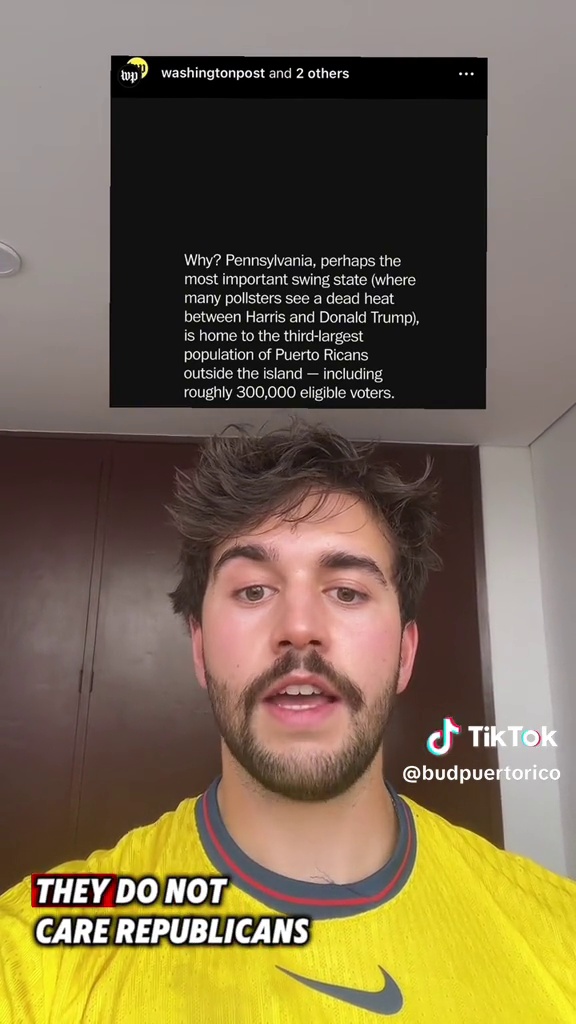 washingtonpost and 2 others
Why? Pennsylvania, perhaps the
most important swing state (where
many pollsters see a dead heat
between Harris and Donald Trump),
is home to the third-largest
population of Puerto Ricans
outside the island — including
roughly 300,000 eligible voters.
TikTok
@budpuertorico
THEY DO NOT
CARE REPUBLICANS